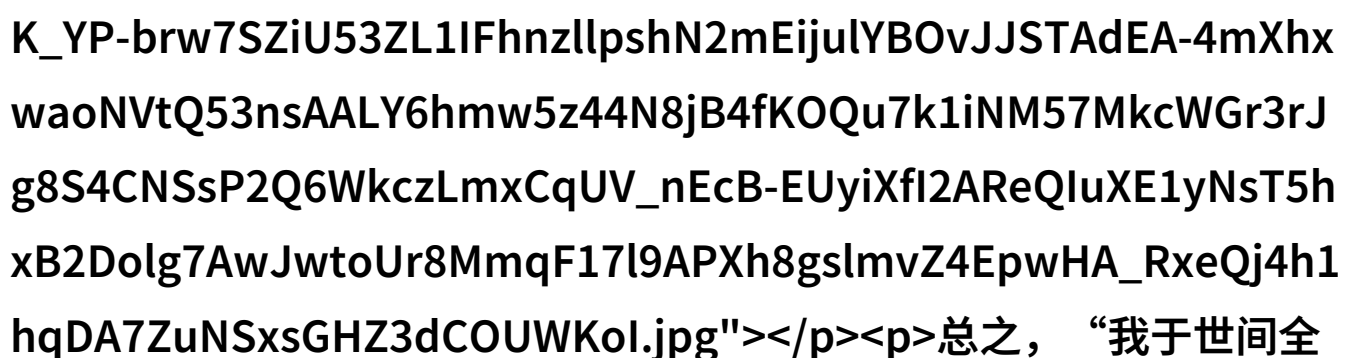 K_YP-brw7SZiU53ZL1IFhnzllpshN2mEijulYBOvJJSTAdEA-4mXhx
waoNVtQ53nsAALY6hmw5z44N8jB4fKOQu7k1iNM57MkcWGr3rJ
g8S4CNSsP2Q6WkczLmxCqUV_nEcB-EUyiXfI2AReQIuXE1yNsT5h
xB2Dolg7AwJwtoUr8MmqF17l9APXh8gslmvZ4EpwHA_RxeQj4h1
hqDA7ZuNSxsGHZ3dCOUWKoI.jpg"></p><p>总之，“我于世间全